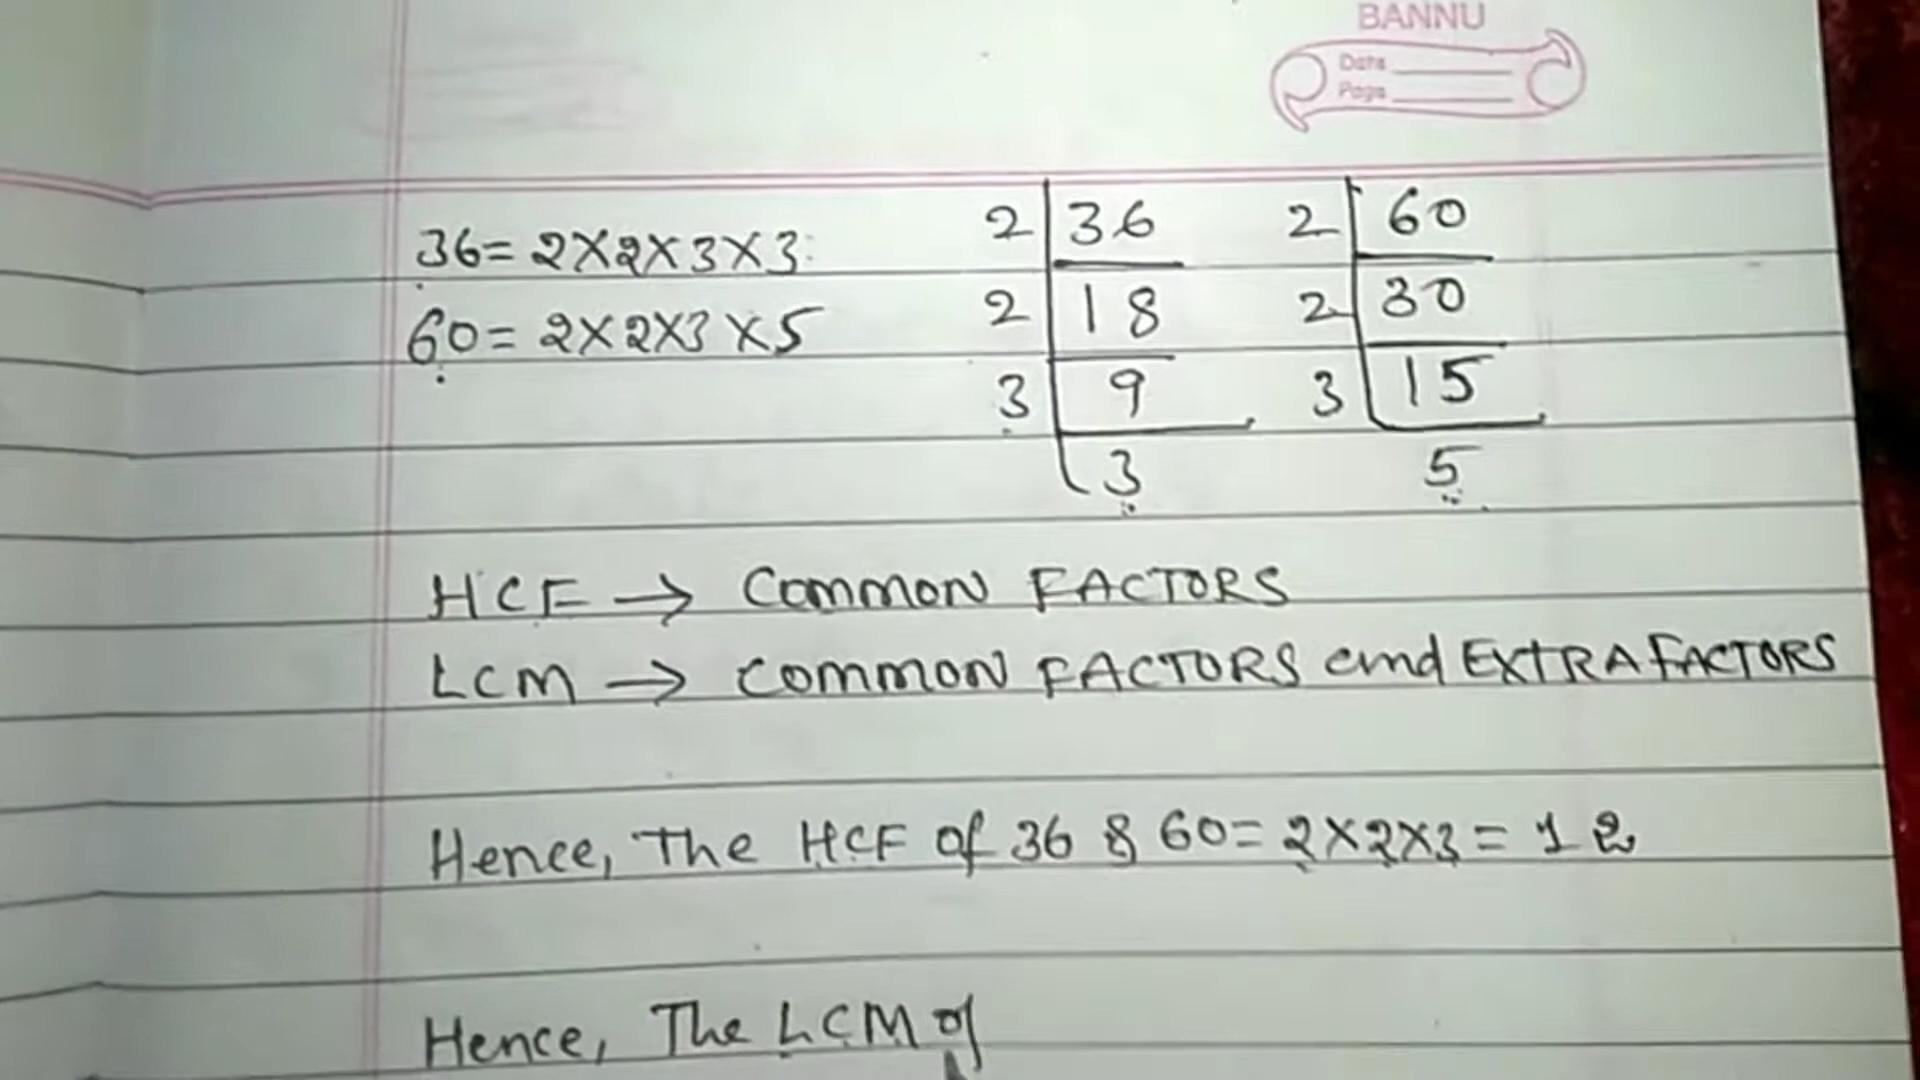 BANNU
Date
Page
36 = 2×2×3×3
60 = 2×2×3×5
2 | 36
2 | 18
3 | 9
3
2 | 60
2 | 30
3 | 15
5
HCF → Common FACTORS
LCM → Common FACTORS and EXTRA FACTORS
Hence, The HCF of 36 & 60 = 2×2×3 = 12
Hence, The LCM of